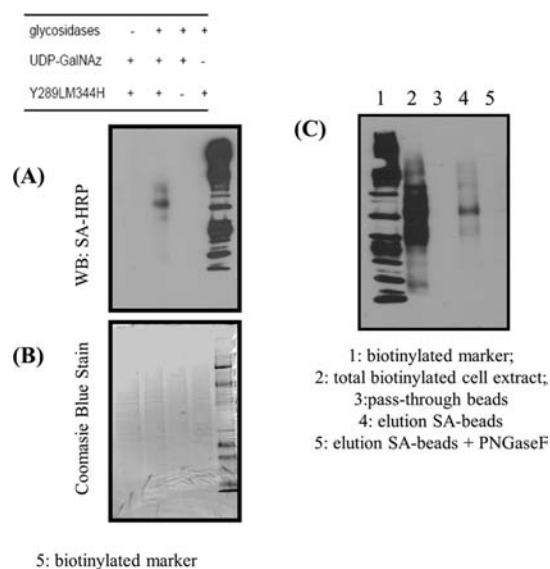 glycosidases - + + +
UDP-GalNAz + + + -
Y289LM344H + + - +
(A)
WB: SA-HRP
(B)
Coomasie Blue Stain
5: biotinylated marker
(C)
1 2 3 4 5
1: biotinylated marker;
2: total biotinylated cell extract;
3:pass-through beads
4: elution SA-beads
5: elution SA-beads + PNGaseF